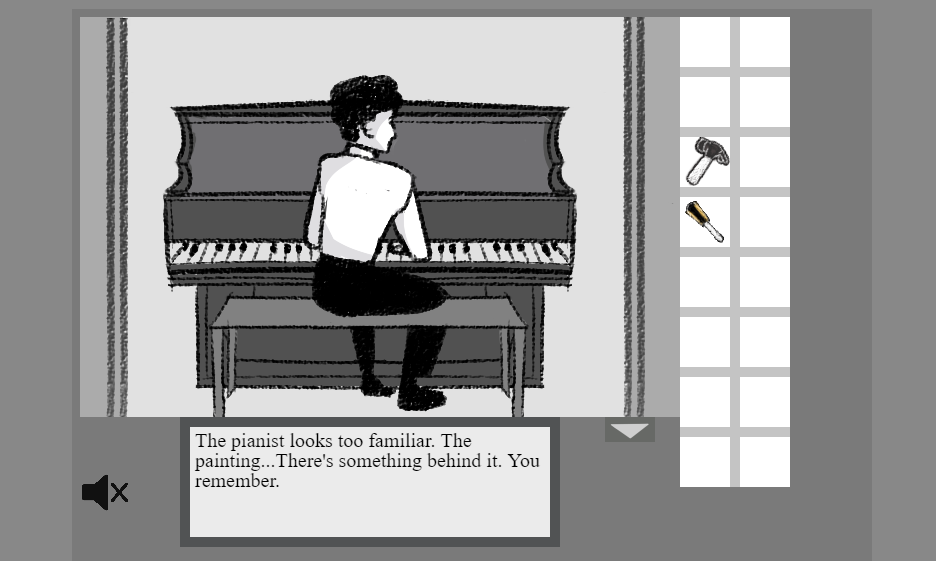 The pianist looks too familiar. The
painting...There's something behind it. You
remember.